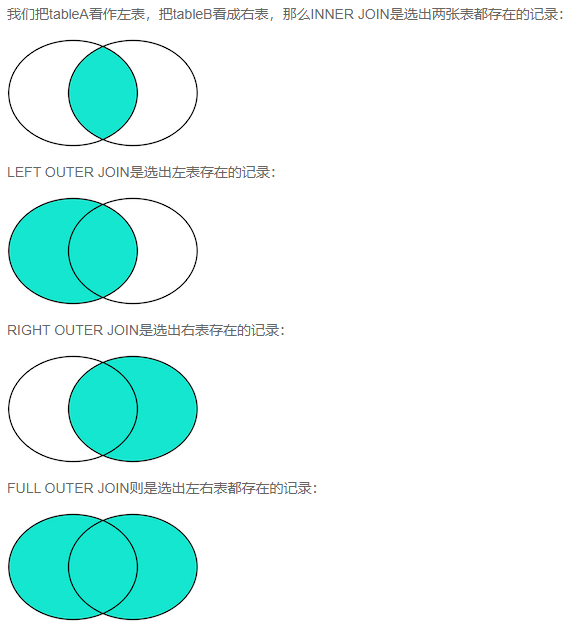 我们把tableA看作左表，把tableB看成右表，那么INNER JOIN是选出两张表都存在的记录：
LEFT OUTER JOIN是选出左表存在的记录：
RIGHT OUTER JOIN是选出右表存在的记录：
FULL OUTER JOIN则是选出左右表都存在的记录：